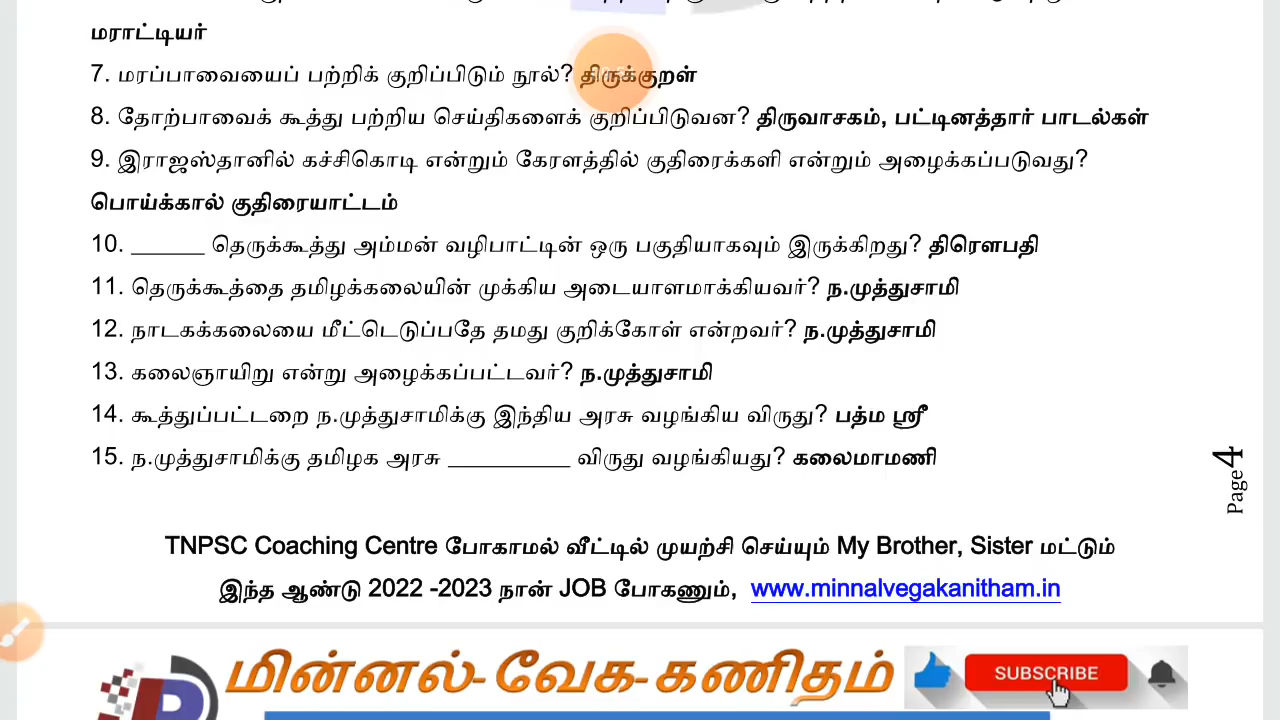 மராட்டியர்
7. மரப்பாவையைப் பற்றிக் குறிப்பிடும் நூல்? திருக்குறள்
8. தோற்பாவைக் கூத்து பற்றிய செய்திகளைக் குறிப்பிடுவன? திருவாசகம், பட்டினத்தார் பாடல்கள்
9. இராஜஸ்தானில் கச்சிகொடி என்றும் கேரளத்தில் குதிரைக்களி என்றும் அழைக்கப்படுவது?
பொய்க்கால் குதிரையாட்டம்
10. ______ தெருக்கூத்து அம்மன் வழிபாட்டின் ஒரு பகுதியாகவும் இருக்கிறது? திரௌபதி
11. தெருக்கூத்தை தமிழக்கலையின் முக்கிய அடையாளமாக்கியவர்? ந.முத்துசாமி
12. நாடகக்கலையை மீட்டெடுப்பதே தமது குறிக்கோள் என்றவர்? ந.முத்துசாமி
13. கலைஞாயிறு என்று அழைக்கப்பட்டவர்? ந.முத்துசாமி
14. கூத்துப்பட்டறை ந.முத்துசாமிக்கு இந்திய அரசு வழங்கிய விருது? பத்ம ஸ்ரீ
15. ந.முத்துசாமிக்கு தமிழக அரசு __________ விருது வழங்கியது? கலைமாமணி
Page4
TNPSC Coaching Centre போகாமல் வீட்டில் முயற்சி செய்யும் My Brother, Sister மட்டும்
இந்த ஆண்டு 2022 -2023 நான் JOB போகணும், www.minnalvegakanitham.in
மின்னல்-வேக-கணிதம்
SUBSCRIBE